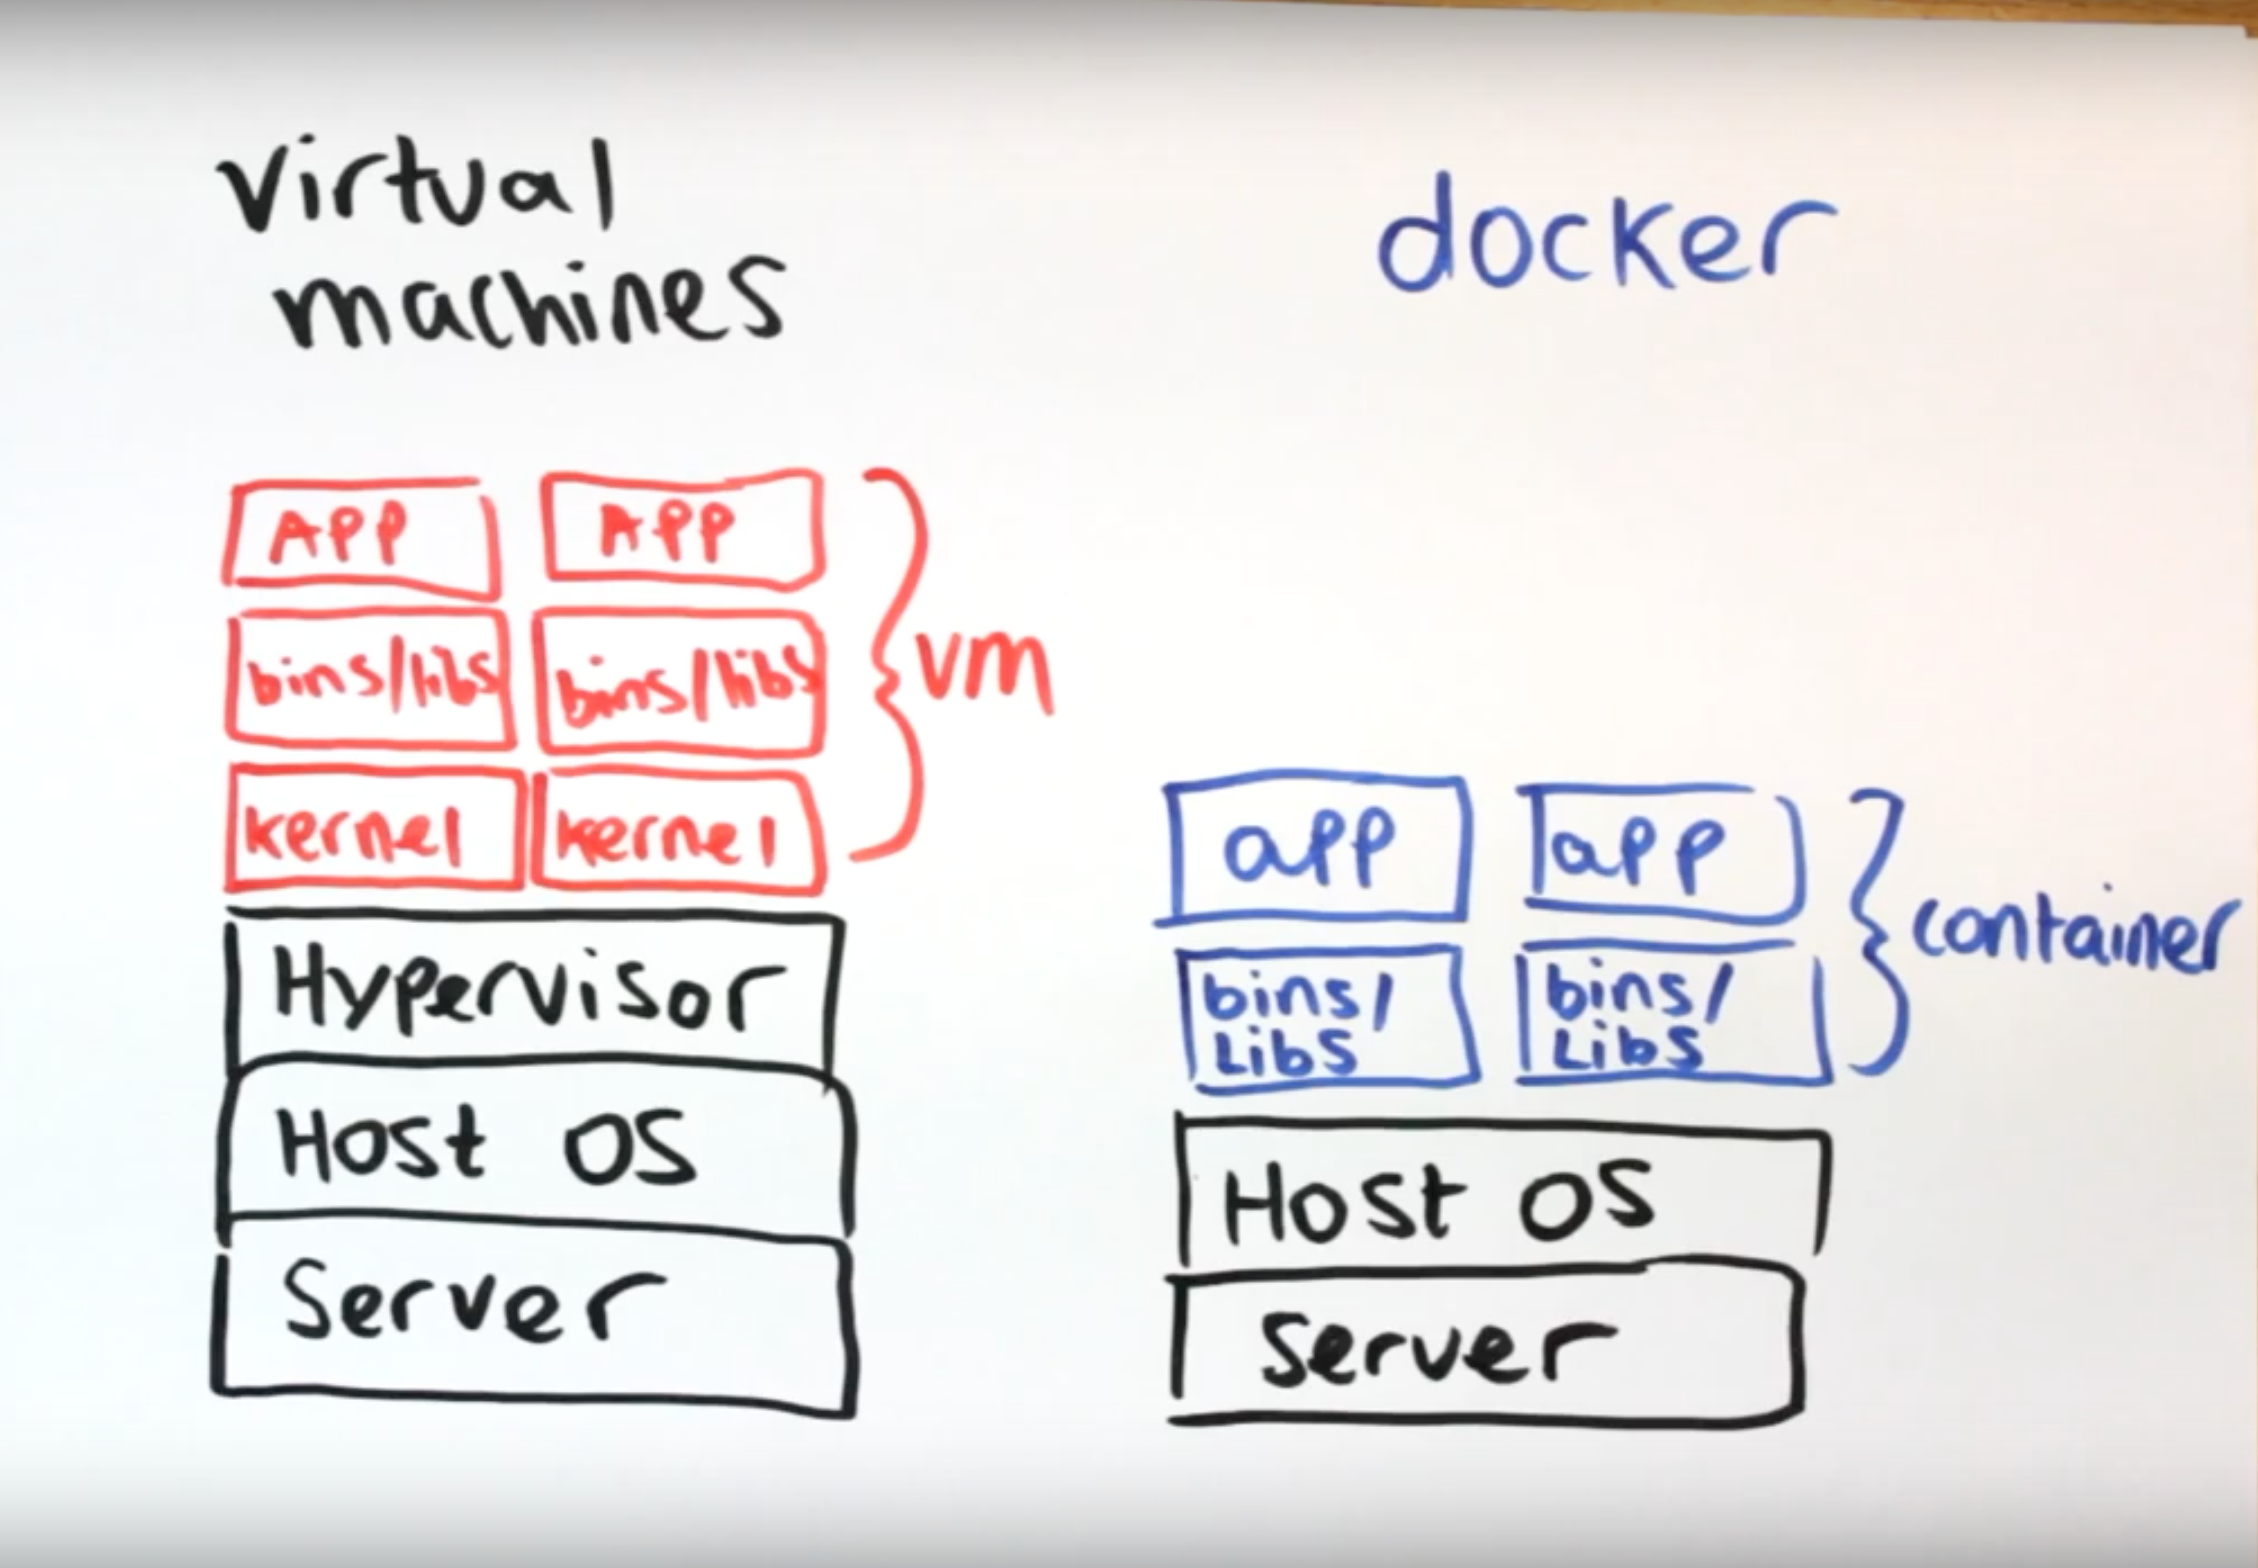 virtual
machines
docker
APP
APP
bins/libs
bins/libs
kernel
kernel
vm
Hypervisor
Host OS
Server
app
app
bins/
Libs
bins/
Libs
container
Host OS
Server